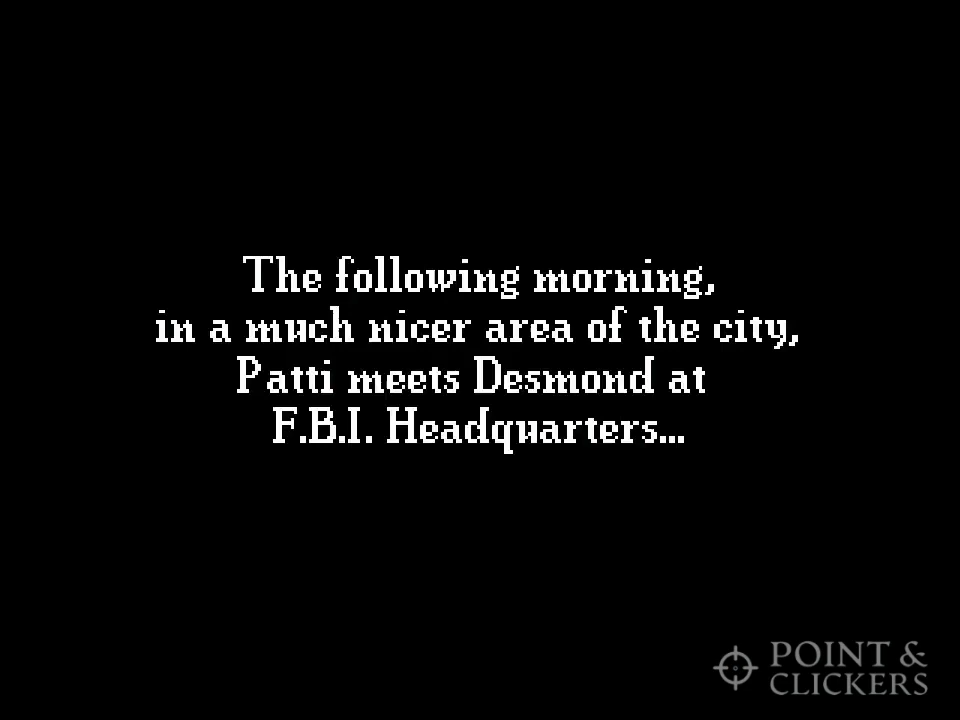 The following morning,
in a much nicer area of the city,
Patti meets Desmond at
F.B.I. Headquarters...
POINT &
CLICKERS